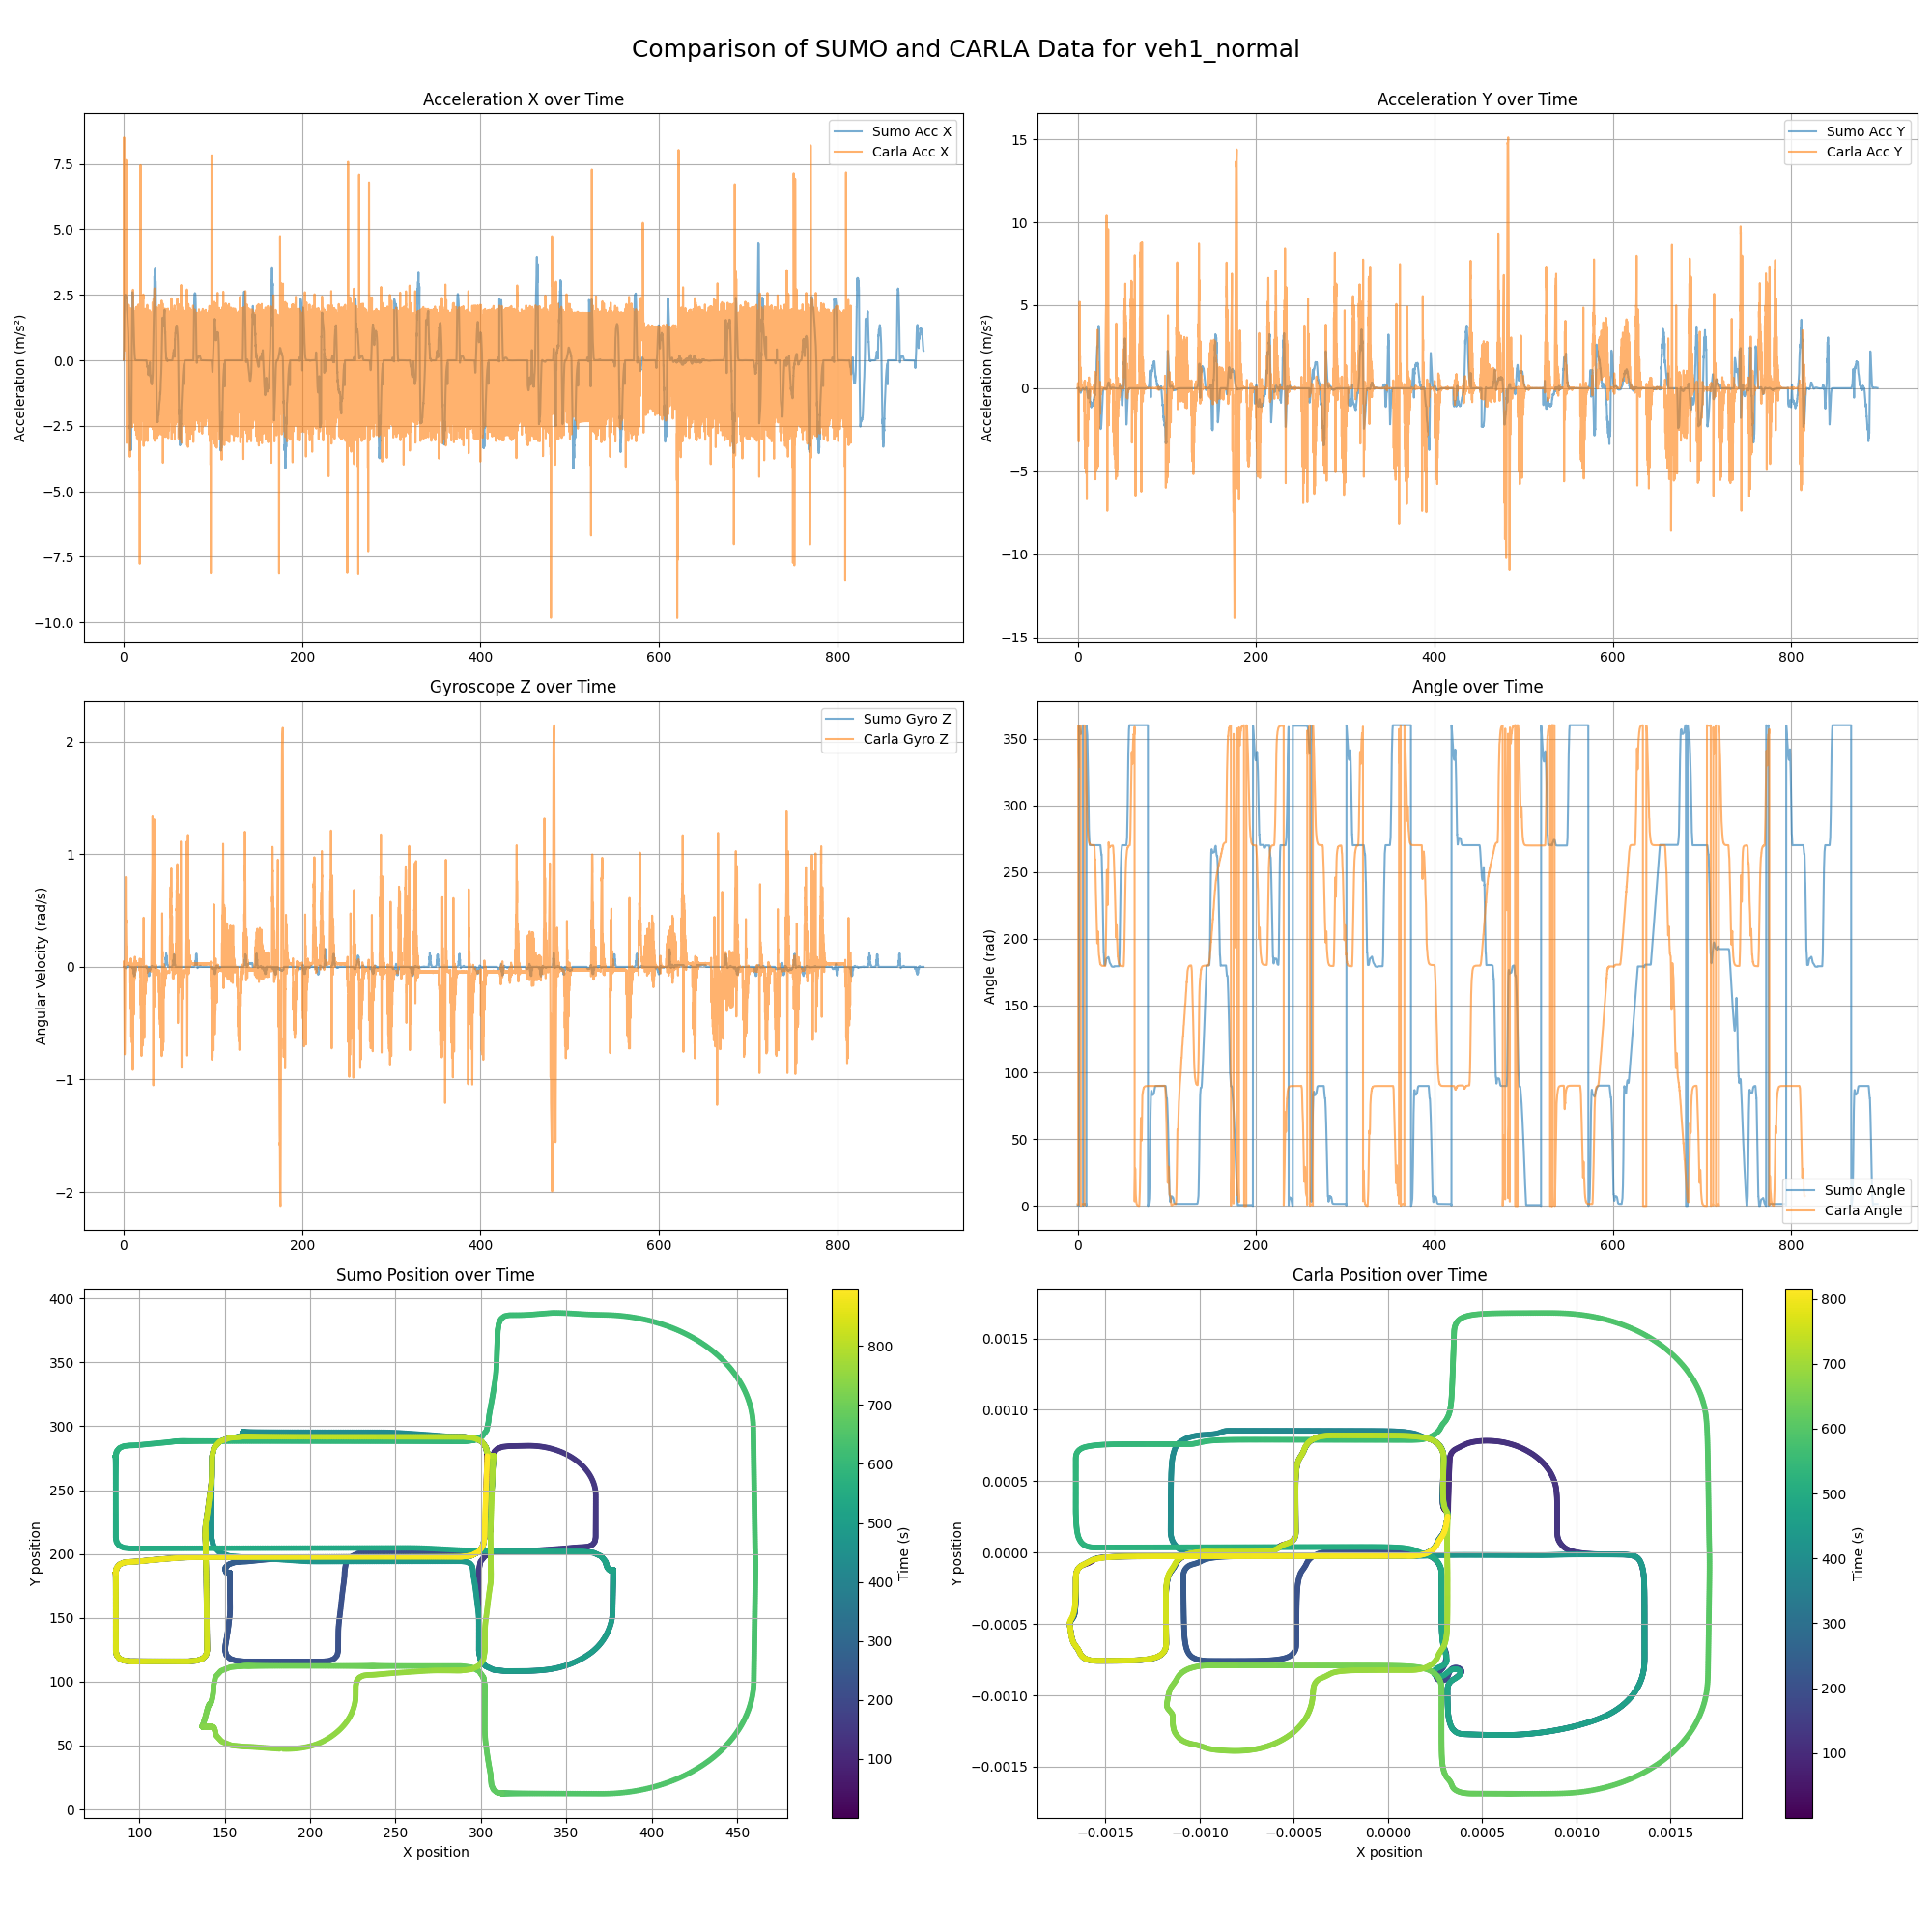 Comparison of SUMO and CARLA Data for veh1_normal
Acceleration X over Time
Acceleration (m/s²)
7.5
5.0
2.5
0.0
−2.5
−5.0
−7.5
−10.0
0 200 400 600 800
Sumo Acc X
Carla Acc X
Acceleration Y over Time
Acceleration (m/s²)
15
10
5
0
−5
−10
−15
0 200 400 600 800
Sumo Acc Y
Carla Acc Y
Gyroscope Z over Time
Angular Velocity (rad/s)
2
1
0
−1
−2
0 200 400 600 800
Sumo Gyro Z
Carla Gyro Z
Angle over Time
Angle (rad)
350
300
250
200
150
100
50
0
0 200 400 600 800
Sumo Angle
Carla Angle
Sumo Position over Time
Y position
400
350
300
250
200
150
100
50
0
100 150 200 250 300 350 400 450
X position
800
700
600
500
400
300
200
100
Time (s)
Carla Position over Time
Y position
0.0015
0.0010
0.0005
0.0000
−0.0005
−0.0010
−0.0015
−0.0015 −0.0010 −0.0005 0.0000 0.0005 0.0010 0.0015
X position
800
700
600
500
400
300
200
100
Time (s)